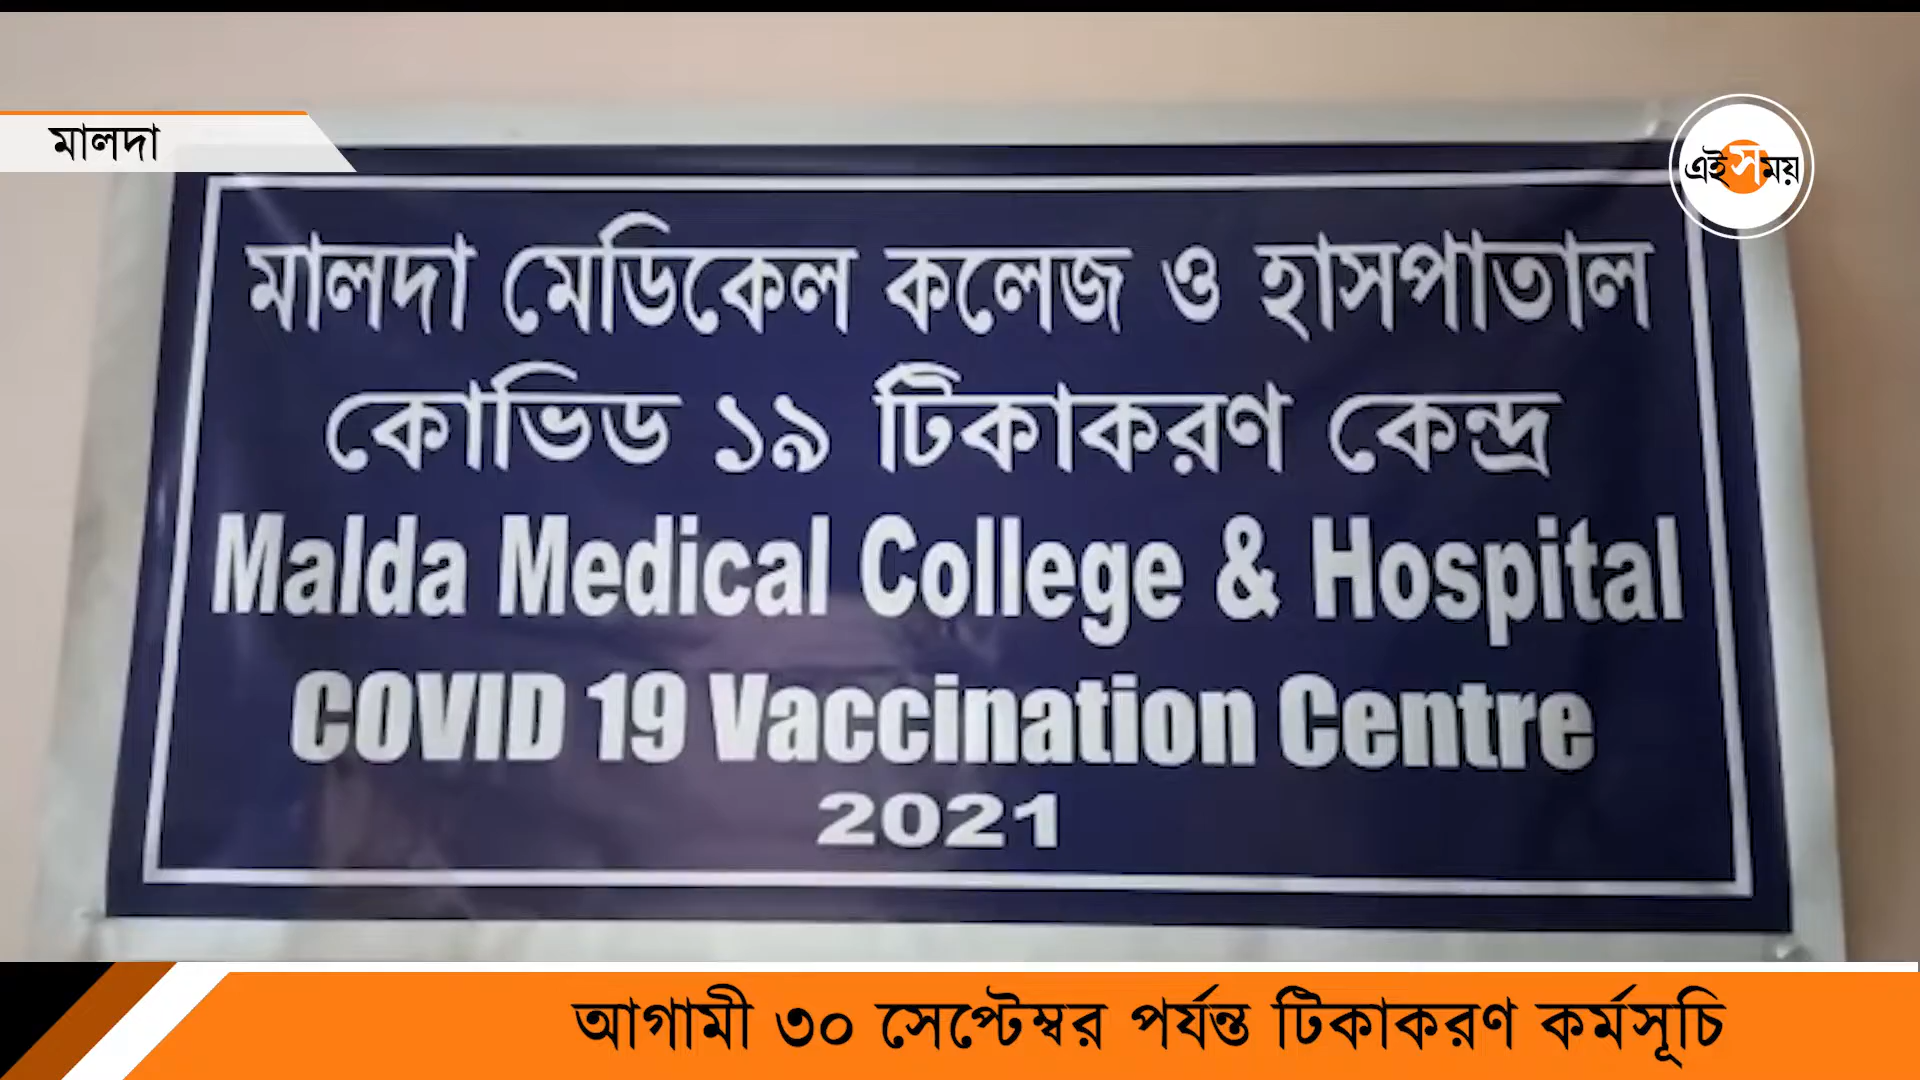 মালদা
এইসময়
মালদা মেডিকেল কলেজ ও হাসপাতাল
কোভিড ১৯ টিকাকরণ কেন্দ্র
Malda Medical College & Hospital
COVID 19 Vaccination Centre
2021
আগামী ৩০ সেপ্টেম্বর পর্যন্ত টিকাকরণ কর্মসূচি